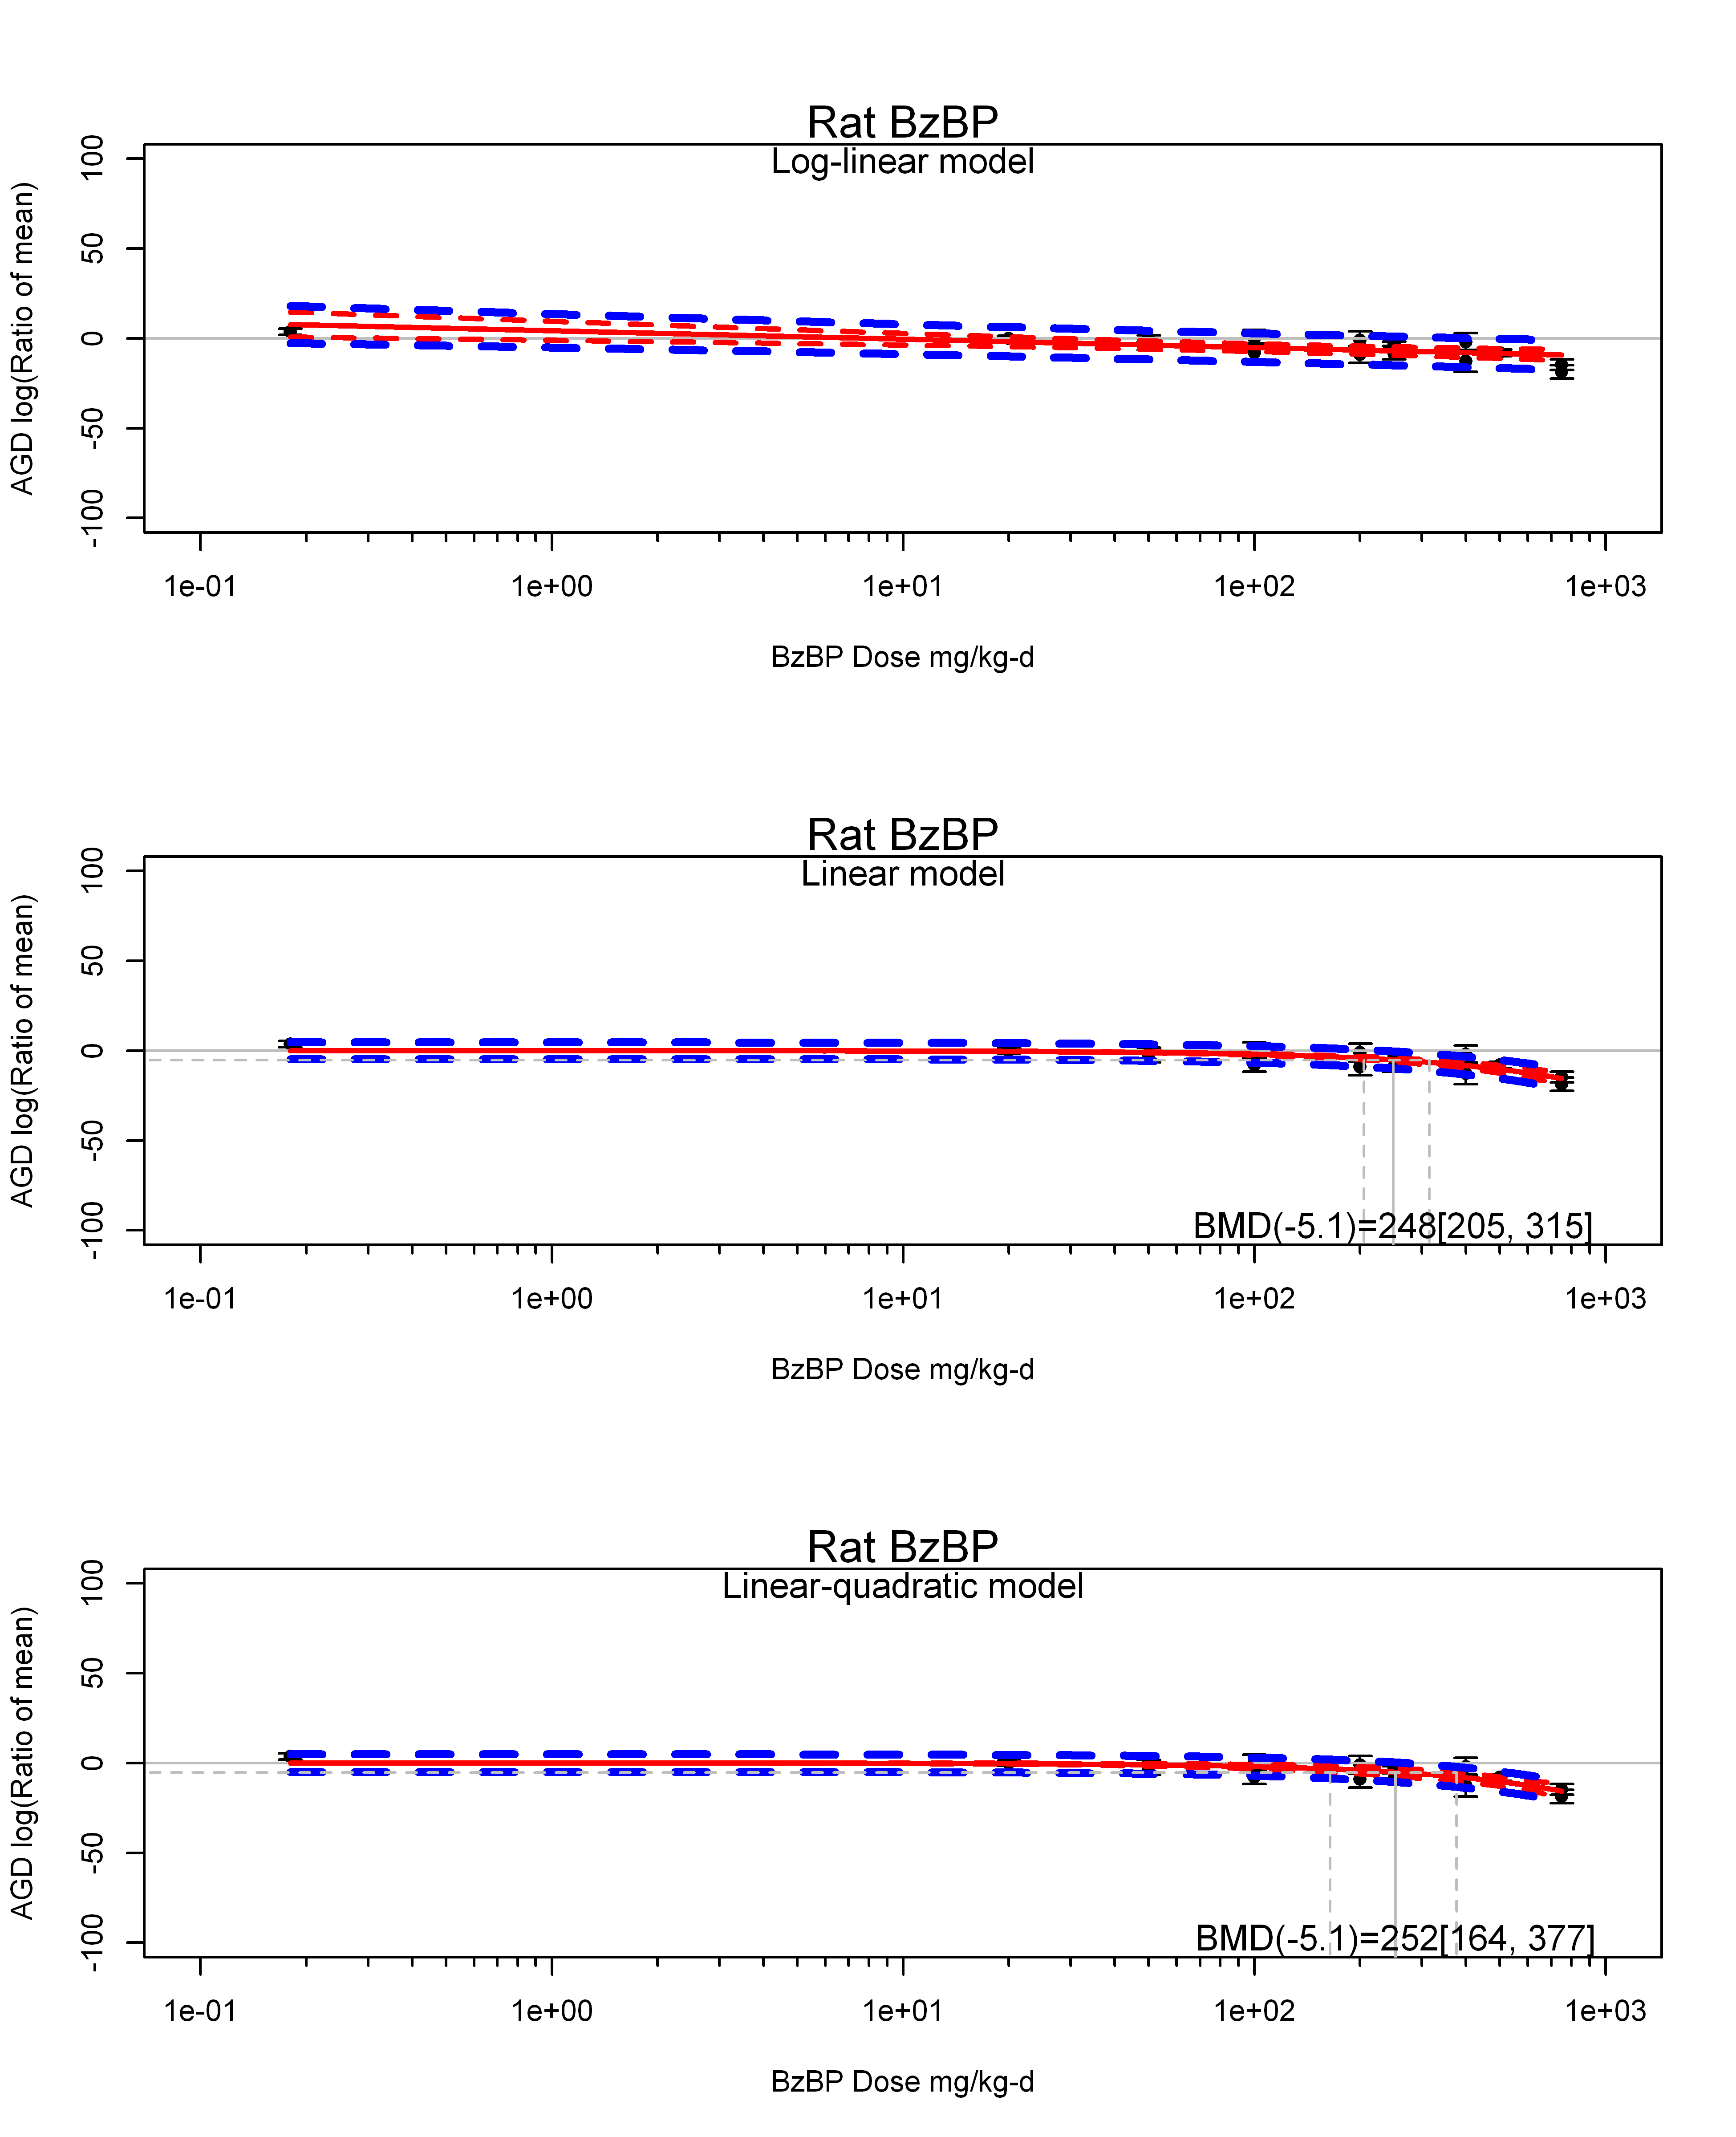 Rat BzBP
Log-linear model
AGD log(Ratio of mean)
100
50
0
-50
-100
1e-01 1e+00 1e+01 1e+02 1e+03
BzBP Dose mg/kg-d
Rat BzBP
Linear model
AGD log(Ratio of mean)
100
50
0
-50
-100
BMD(-5.1)=248[205, 315]
1e-01 1e+00 1e+01 1e+02 1e+03
BzBP Dose mg/kg-d
Rat BzBP
Linear-quadratic model
AGD log(Ratio of mean)
100
50
0
-50
-100
BMD(-5.1)=252[164, 377]
1e-01 1e+00 1e+01 1e+02 1e+03
BzBP Dose mg/kg-d